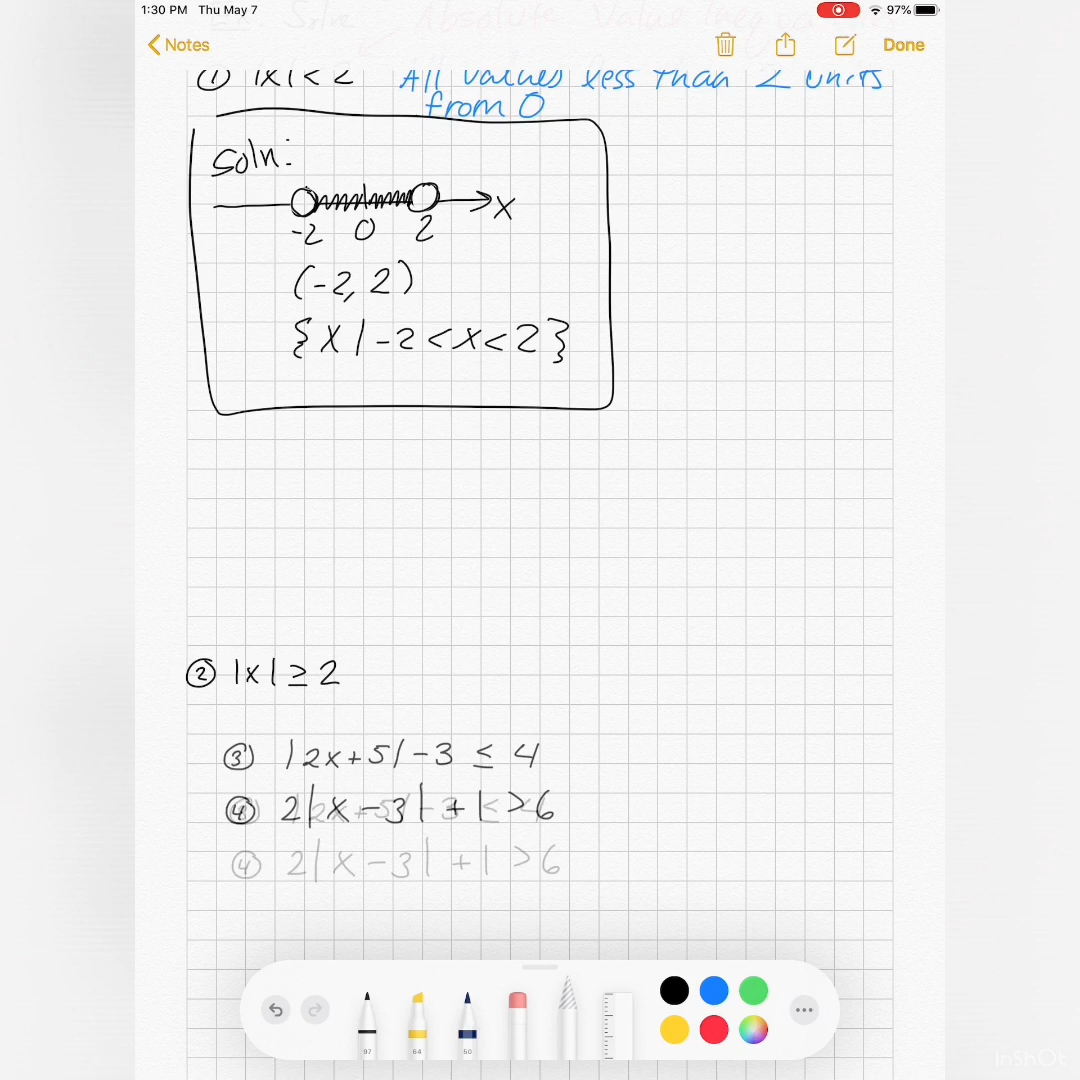 1:30 PM Thu May 7
97%
Notes
Done
① |x| < 2 All values less than 2 units
from 0
Soln:
-2 0 2 x
(-2, 2)
{x | -2 < x < 2}
② |x| ≥ 2
③ |2x+5| - 3 ≤ 4
④ 2|x-3| + 1 > 6
④ 2|x-3| + 1 > 6
97 64 50
InShOt